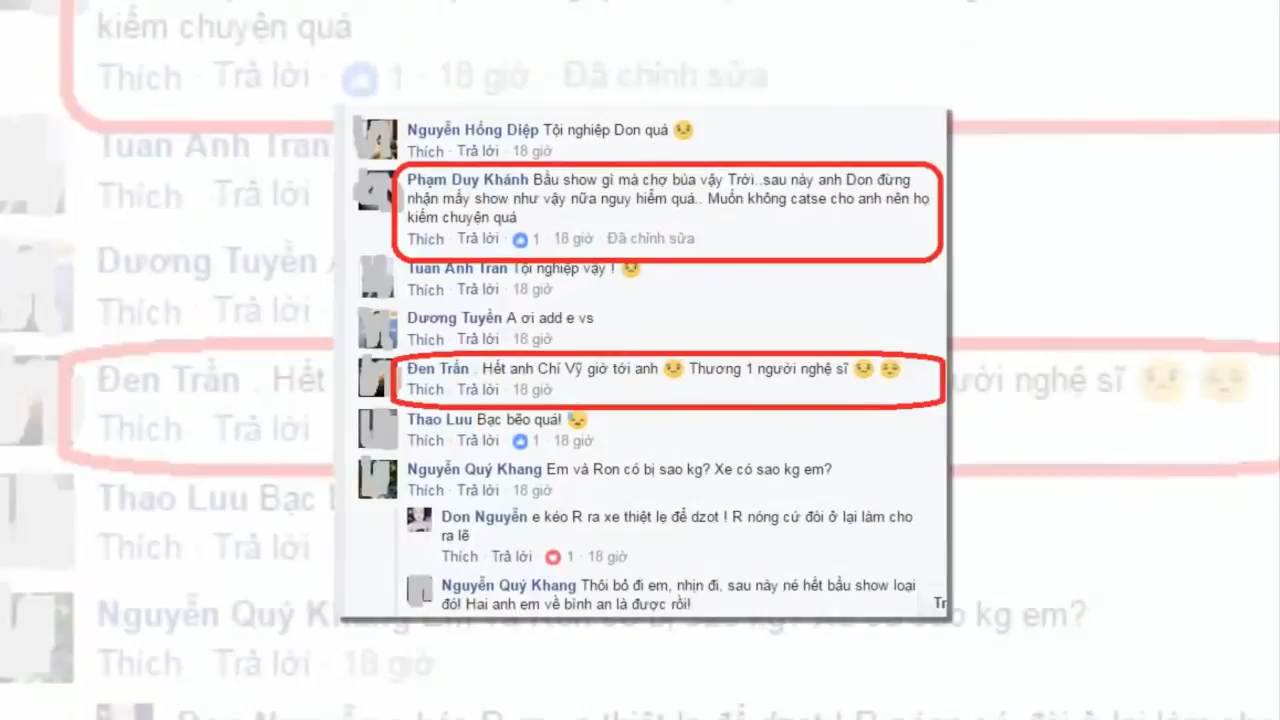 kiếm chuyện quá
Thích · Trả lời · 1 · 18 giờ · Đã chỉnh sửa
Tuan Anh Tran
Thích · Trả lời
Dương Tuyền A
Thích · Trả lời
Đen Trần . Hết
ười nghệ sĩ
Thích · Trả lời
Thao Luu Bạc b
Thích · Trả lời
Nguyễn Quý K
kg em?
Thích · Trả lời · 18 giờ
Nguyễn Hồng Diệp Tội nghiệp Don quá
Thích · Trả lời · 18 giờ
Phạm Duy Khánh Bầu show gì mà chợ búa vậy Trời..sau này anh Don đừng
nhận mấy show như vậy nữa nguy hiểm quá.. Muốn không catse cho anh nên họ
kiếm chuyện quá
Thích · Trả lời · 1 · 18 giờ · Đã chỉnh sửa
Tuan Anh Tran Tội nghiệp vậy !
Thích · Trả lời · 18 giờ
Dương Tuyền A ơi add e vs
Thích · Trả lời · 18 giờ
Đen Trần . Hết anh Chí Vỹ giờ tới anh Thương 1 người nghệ sĩ
Thích · Trả lời · 18 giờ
Thao Luu Bạc bẽo quá!
Thích · Trả lời · 1 · 18 giờ
Nguyễn Quý Khang Em và Ron có bị sao kg? Xe có sao kg em?
Thích · Trả lời · 18 giờ
Don Nguyễn e kéo R ra xe thiệt lẹ để dzot ! R nóng cứ đòi ở lại làm cho
ra lẽ
Thích · Trả lời · 1 · 18 giờ
Nguyễn Quý Khang Thôi bỏ đi em, nhịn đi, sau này né hết bầu show loại
đó! Hai anh em về bình an là được rồi!
Tr